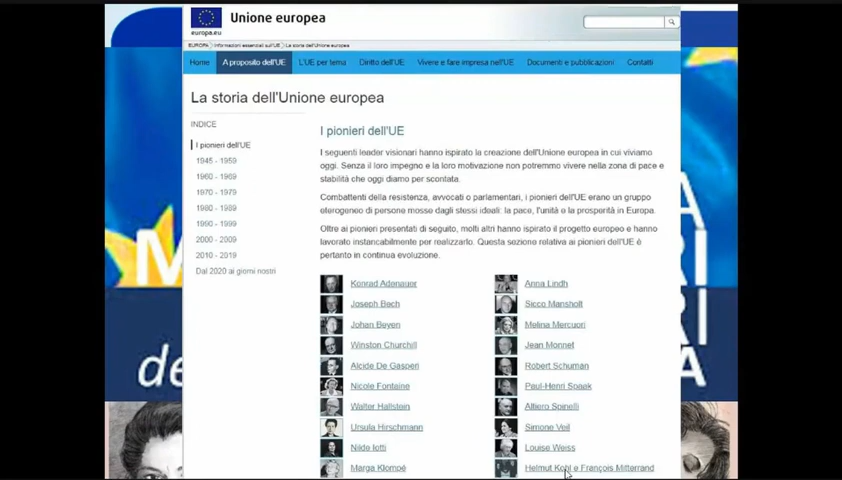 Unione europea
europa.eu
EUROPA
Informazioni essenziali sull'UE
La storia dell'Unione europea
Home
A proposito dell'UE
L'UE per tema
Diritto dell'UE
Vivere e fare impresa nell'UE
Documenti e pubblicazioni
Contatti
La storia dell'Unione europea
INDICE
I pionieri dell'UE
1945 - 1959
1960 - 1969
1970 - 1979
1980 - 1989
1990 - 1999
2000 - 2009
2010 - 2019
Dal 2020 ai giorni nostri
I pionieri dell'UE
I seguenti leader visionari hanno ispirato la creazione dell'Unione europea in cui viviamo
oggi. Senza il loro impegno e la loro motivazione non potremmo vivere nella zona di pace e
stabilità che oggi diamo per scontata.
Combattenti della resistenza, avvocati o parlamentari, i pionieri dell'UE erano un gruppo
eterogeneo di persone mosse dagli stessi ideali: la pace, l'unità e la prosperità in Europa.
Oltre ai pionieri presentati di seguito, molti altri hanno ispirato il progetto europeo e hanno
lavorato instancabilmente per realizzarlo. Questa sezione relativa ai pionieri dell'UE è
pertanto in continua evoluzione.
Konrad Adenauer
Joseph Bech
Johan Beyen
Winston Churchill
Alcide De Gasperi
Nicole Fontaine
Walter Hallstein
Ursula Hirschmann
Nilde Iotti
Marga Klompé
Anna Lindh
Sicco Mansholt
Melina Mercouri
Jean Monnet
Robert Schuman
Paul-Henri Spaak
Altiero Spinelli
Simone Veil
Louise Weiss
Helmut Kohl e François Mitterrand